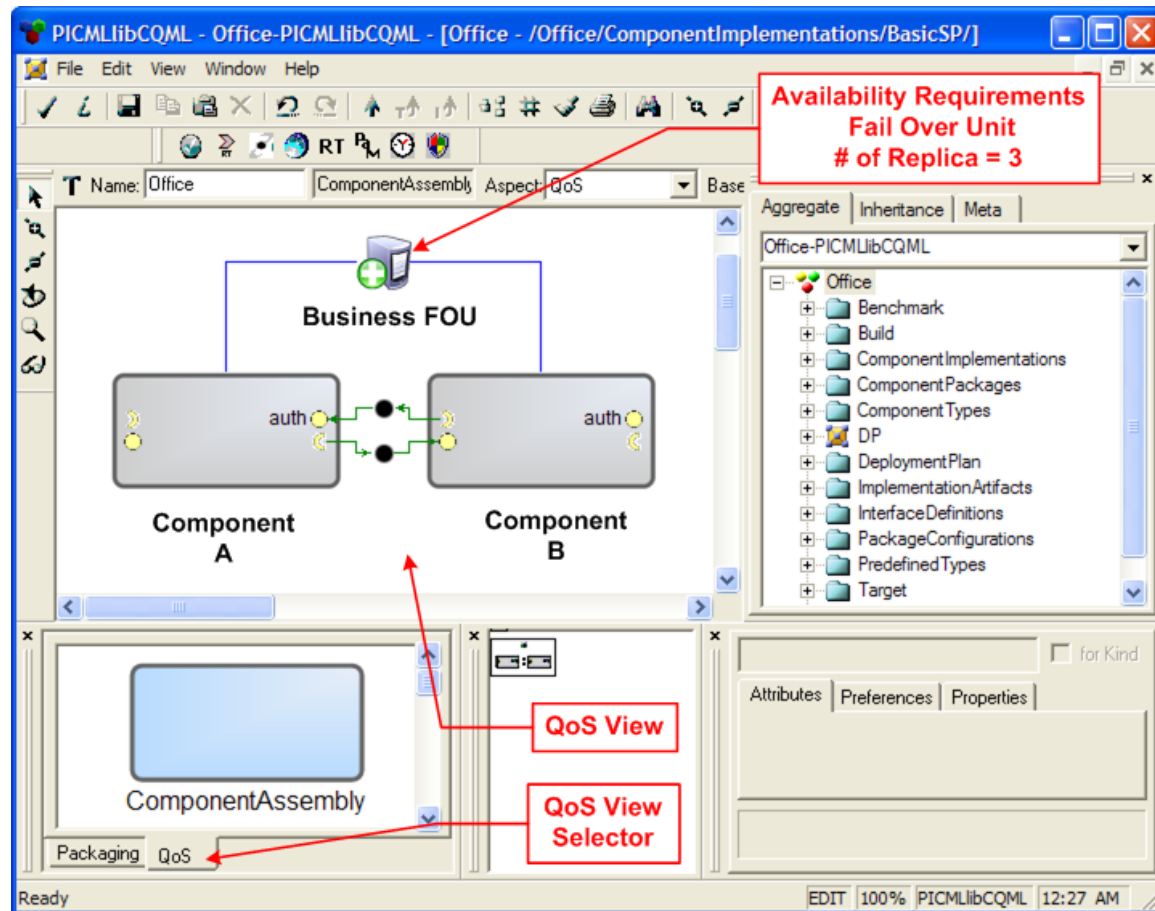 PICMLlibCQML - Office-PICMLlibCQML - [Office - /Office/ComponentImplementations/BasicSP/]
File Edit View Window Help
Availability Requirements
Fail Over Unit
# of Replica = 3
RT
RT
Name: Office ComponentAssembly Aspect: QoS Base
Aggregate Inheritance Meta
Office-PICMLlibCQML
Office
Benchmark
Build
ComponentImplementations
ComponentPackages
ComponentTypes
DP
DeploymentPlan
ImplementationArtifacts
InterfaceDefinitions
PackageConfigurations
PredefinedTypes
Target
Business FOU
auth
auth
Component
A
Component
B
ComponentAssembly
Packaging QoS
QoS View
QoS View
Selector
for Kind
Attributes Preferences Properties
Ready EDIT 100% PICMLlibCQML 12:27 AM